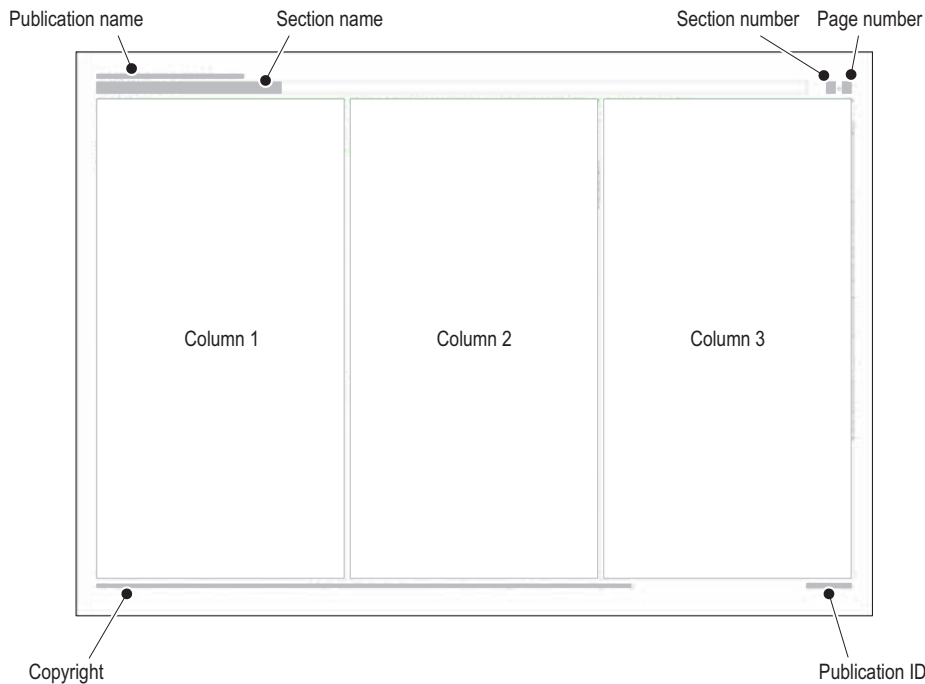 Publication name Section name Section number Page number
Column 1 Column 2 Column 3
Copyright Publication ID